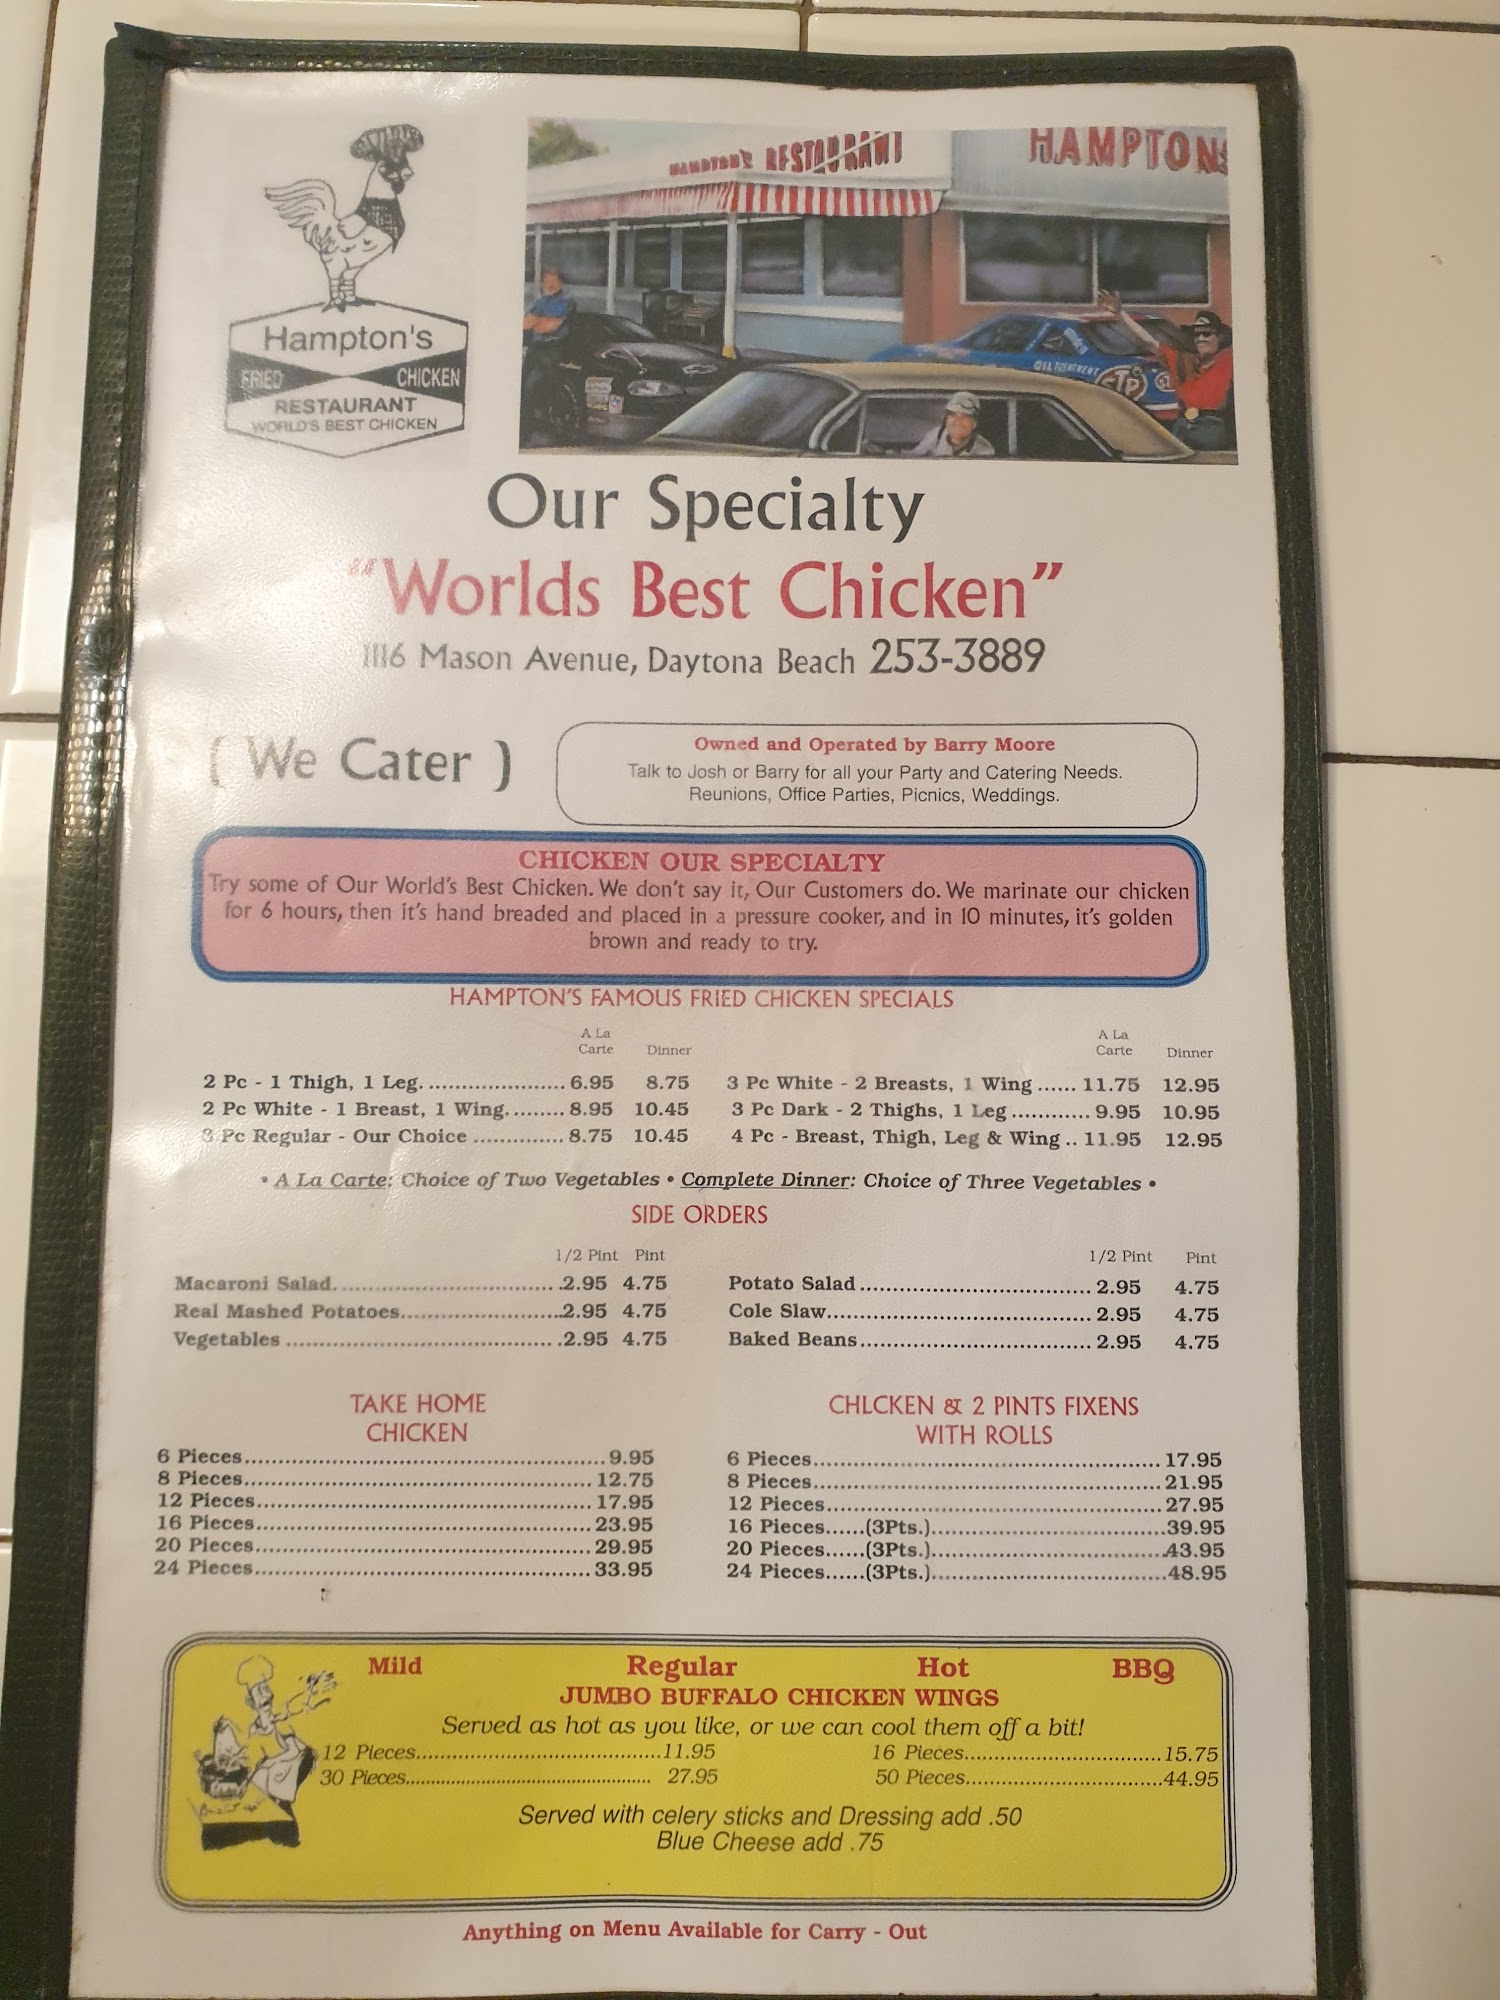 Hampton's
FRIED CHICKEN
RESTAURANT
WORLD'S BEST CHICKEN
HAMPTON'S RESTAURANT
HAMPTONS
OIL TREATMENT
STP
Our Specialty
"Worlds Best Chicken"
1116 Mason Avenue, Daytona Beach 253-3889
( We Cater )
Owned and Operated by Barry Moore
Talk to Josh or Barry for all your Party and Catering Needs.
Reunions, Office Parties, Picnics, Weddings.
CHICKEN OUR SPECIALTY
Try some of Our World's Best Chicken. We don't say it, Our Customers do. We marinate our chicken
for 6 hours, then it's hand breaded and placed in a pressure cooker, and in 10 minutes, it's golden
brown and ready to try.
HAMPTON'S FAMOUS FRIED CHICKEN SPECIALS
A La Carte Dinner
2 Pc - 1 Thigh, 1 Leg. ..................... 6.95 8.75
2 Pc White - 1 Breast, 1 Wing. ........ 8.95 10.45
3 Pc Regular - Our Choice .............. 8.75 10.45
A La Carte Dinner
3 Pc White - 2 Breasts, 1 Wing ...... 11.75 12.95
3 Pc Dark - 2 Thighs, 1 Leg ............ 9.95 10.95
4 Pc - Breast, Thigh, Leg & Wing .. 11.95 12.95
• A La Carte: Choice of Two Vegetables • Complete Dinner: Choice of Three Vegetables •
SIDE ORDERS
1/2 Pint Pint
Macaroni Salad. .................................. .2.95 4.75
Real Mashed Potatoes. ........................ .2.95 4.75
Vegetables ......................................... .2.95 4.75
1/2 Pint Pint
Potato Salad ................................... 2.95 4.75
Cole Slaw........................................ 2.95 4.75
Baked Beans................................... 2.95 4.75
TAKE HOME
CHICKEN
6 Pieces...................................................... 9.95
8 Pieces.................................................... 12.75
12 Pieces.................................................. 17.95
16 Pieces.................................................. 23.95
20 Pieces.................................................. 29.95
24 Pieces.................................................. 33.95
CHLCKEN & 2 PINTS FIXENS
WITH ROLLS
6 Pieces.................................................... 17.95
8 Pieces.................................................... 21.95
12 Pieces.................................................. 27.95
16 Pieces......(3Pts.)................................... 39.95
20 Pieces......(3Pts.)................................... 43.95
24 Pieces......(3Pts.)................................... 48.95
Mild Regular Hot BBQ
JUMBO BUFFALO CHICKEN WINGS
Served as hot as you like, or we can cool them off a bit!
12 Pieces..........................................11.95 16 Pieces.................................15.75
30 Pieces.......................................... 27.95 50 Pieces.................................44.95
Served with celery sticks and Dressing add .50
Blue Cheese add .75
Anything on Menu Available for Carry - Out